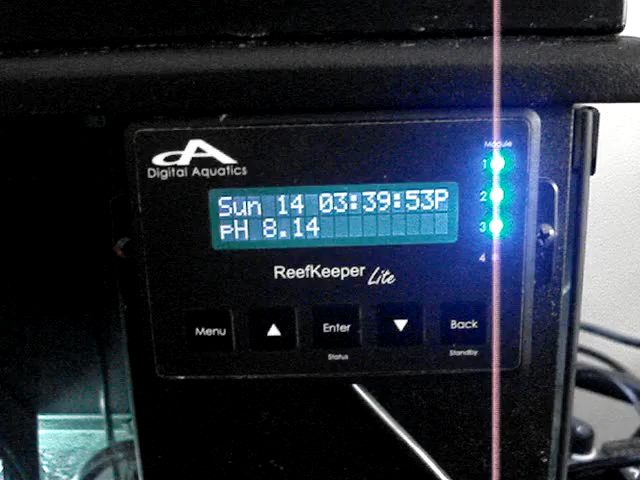 dA
Digital Aquatics
Module
1
2
3
4
Sun 14 03:39:53P
pH 8.14
ReefKeeper Lite
Menu ▲ Enter ▼ Back
Status Standby